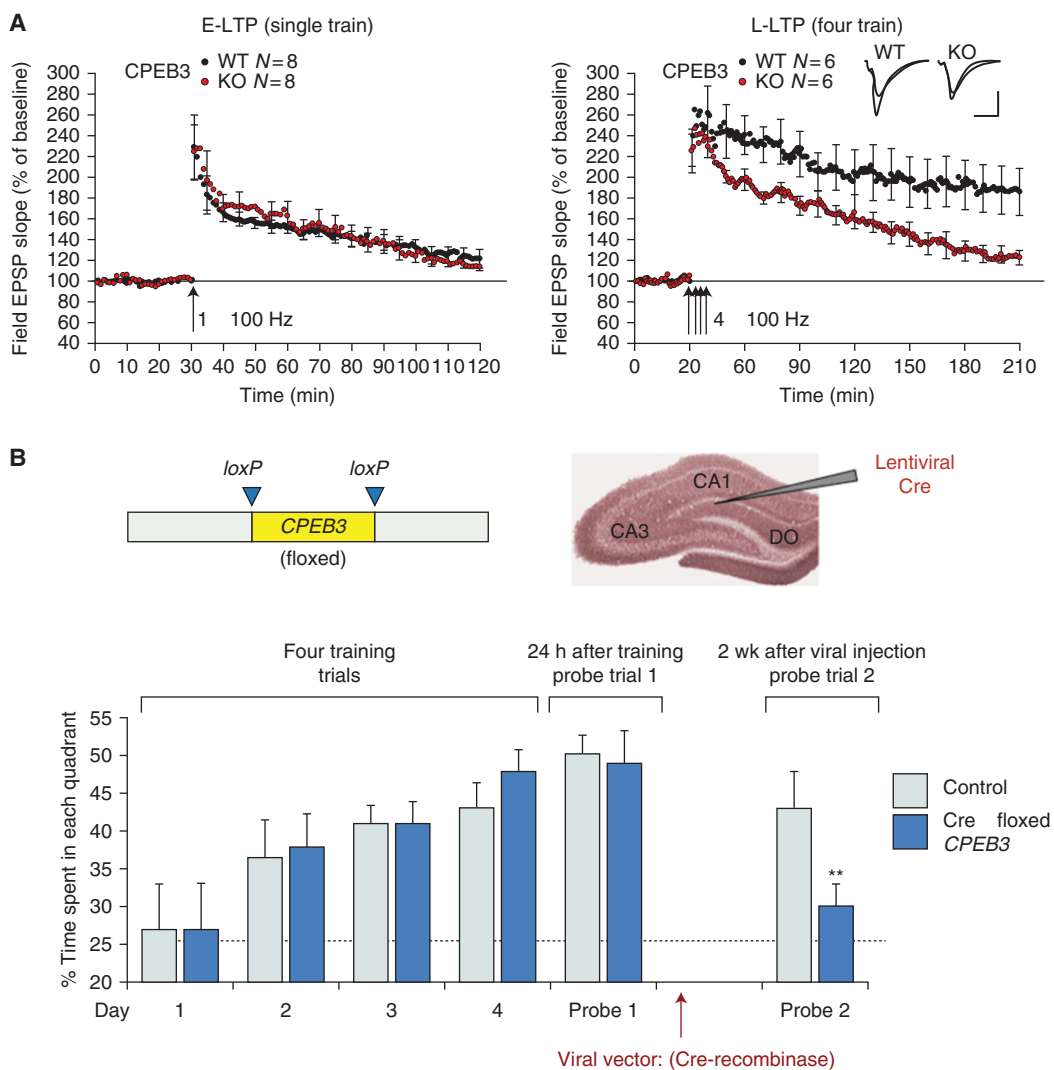 A
E-LTP (single train)
CPEB3
WT N=8
KO N=8
Field EPSP slope (% of baseline)
300
280
260
240
220
200
180
160
140
120
100
80
60
40
1 100 Hz
0 10 20 30 40 50 60 70 80 90 100 110 120
Time (min)
L-LTP (four train)
CPEB3
WT N=6
KO N=6
WT KO
Field EPSP slope (% of baseline)
300
280
260
240
220
200
180
160
140
120
100
80
60
40
4 100 Hz
0 20 60 90 120 150 180 210
Time (min)
B
loxP loxP
CPEB3
(floxed)
CA1
CA3
DO
Lentiviral
Cre
Four training
trials
24 h after training
probe trial 1
2 wk after viral injection
probe trial 2
% Time spent in each quadrant
55
50
45
40
35
30
25
20
**
Control
Cre floxed
CPEB3
Day 1 2 3 4 Probe 1 Probe 2
Viral vector: (Cre-recombinase)